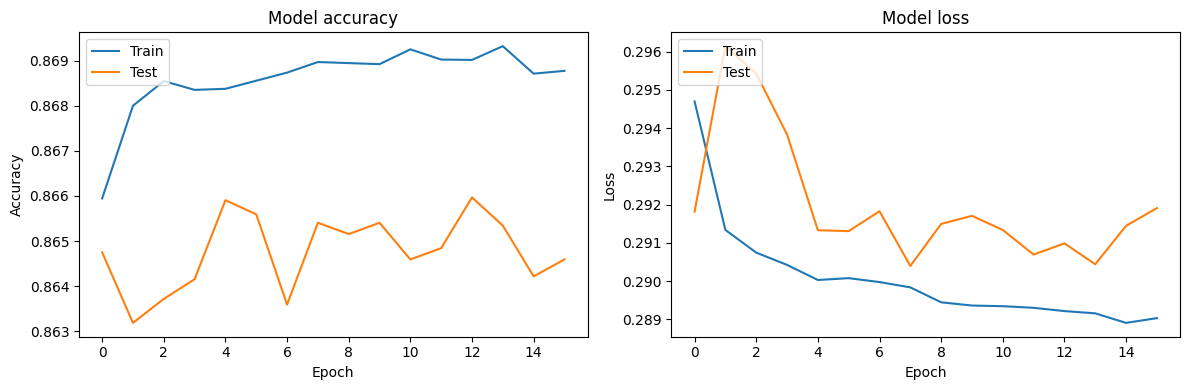 Model accuracy
Train
Test
0.869
0.868
0.867
0.866
0.865
0.864
0.863
Accuracy
0 2 4 6 8 10 12 14
Epoch
Model loss
Train
Test
0.296
0.295
0.294
0.293
0.292
0.291
0.290
0.289
Loss
0 2 4 6 8 10 12 14
Epoch